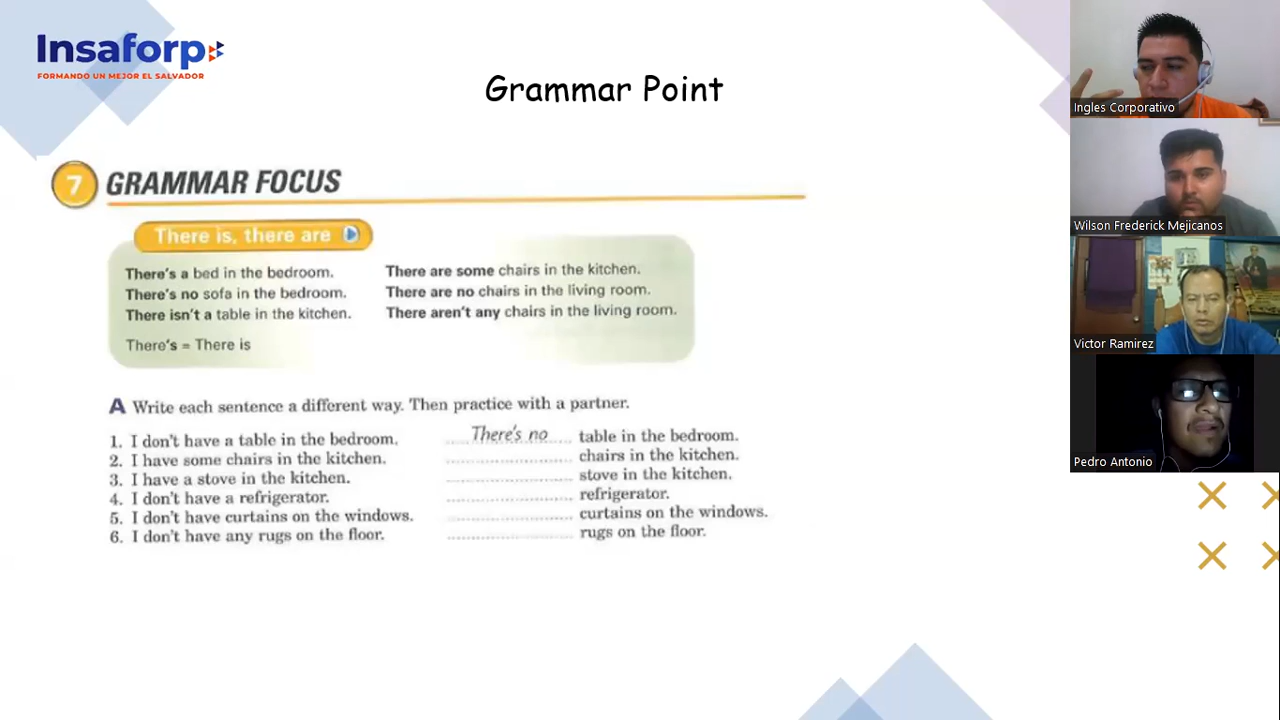 Insaforp
FORMANDO UN MEJOR EL SALVADOR
Grammar Point
7 GRAMMAR FOCUS
There is, there are
There's a bed in the bedroom. There are some chairs in the kitchen.
There's no sofa in the bedroom. There are no chairs in the living room.
There isn't a table in the kitchen. There aren't any chairs in the living room.
There's = There is
A Write each sentence a different way. Then practice with a partner.
1. I don't have a table in the bedroom. There's no table in the bedroom.
2. I have some chairs in the kitchen. chairs in the kitchen.
3. I have a stove in the kitchen. stove in the kitchen.
4. I don't have a refrigerator. refrigerator.
5. I don't have curtains on the windows. curtains on the windows.
6. I don't have any rugs on the floor. rugs on the floor.
Ingles Corporativo
Wilson Frederick Mejicanos
Victor Ramirez
Pedro Antonio